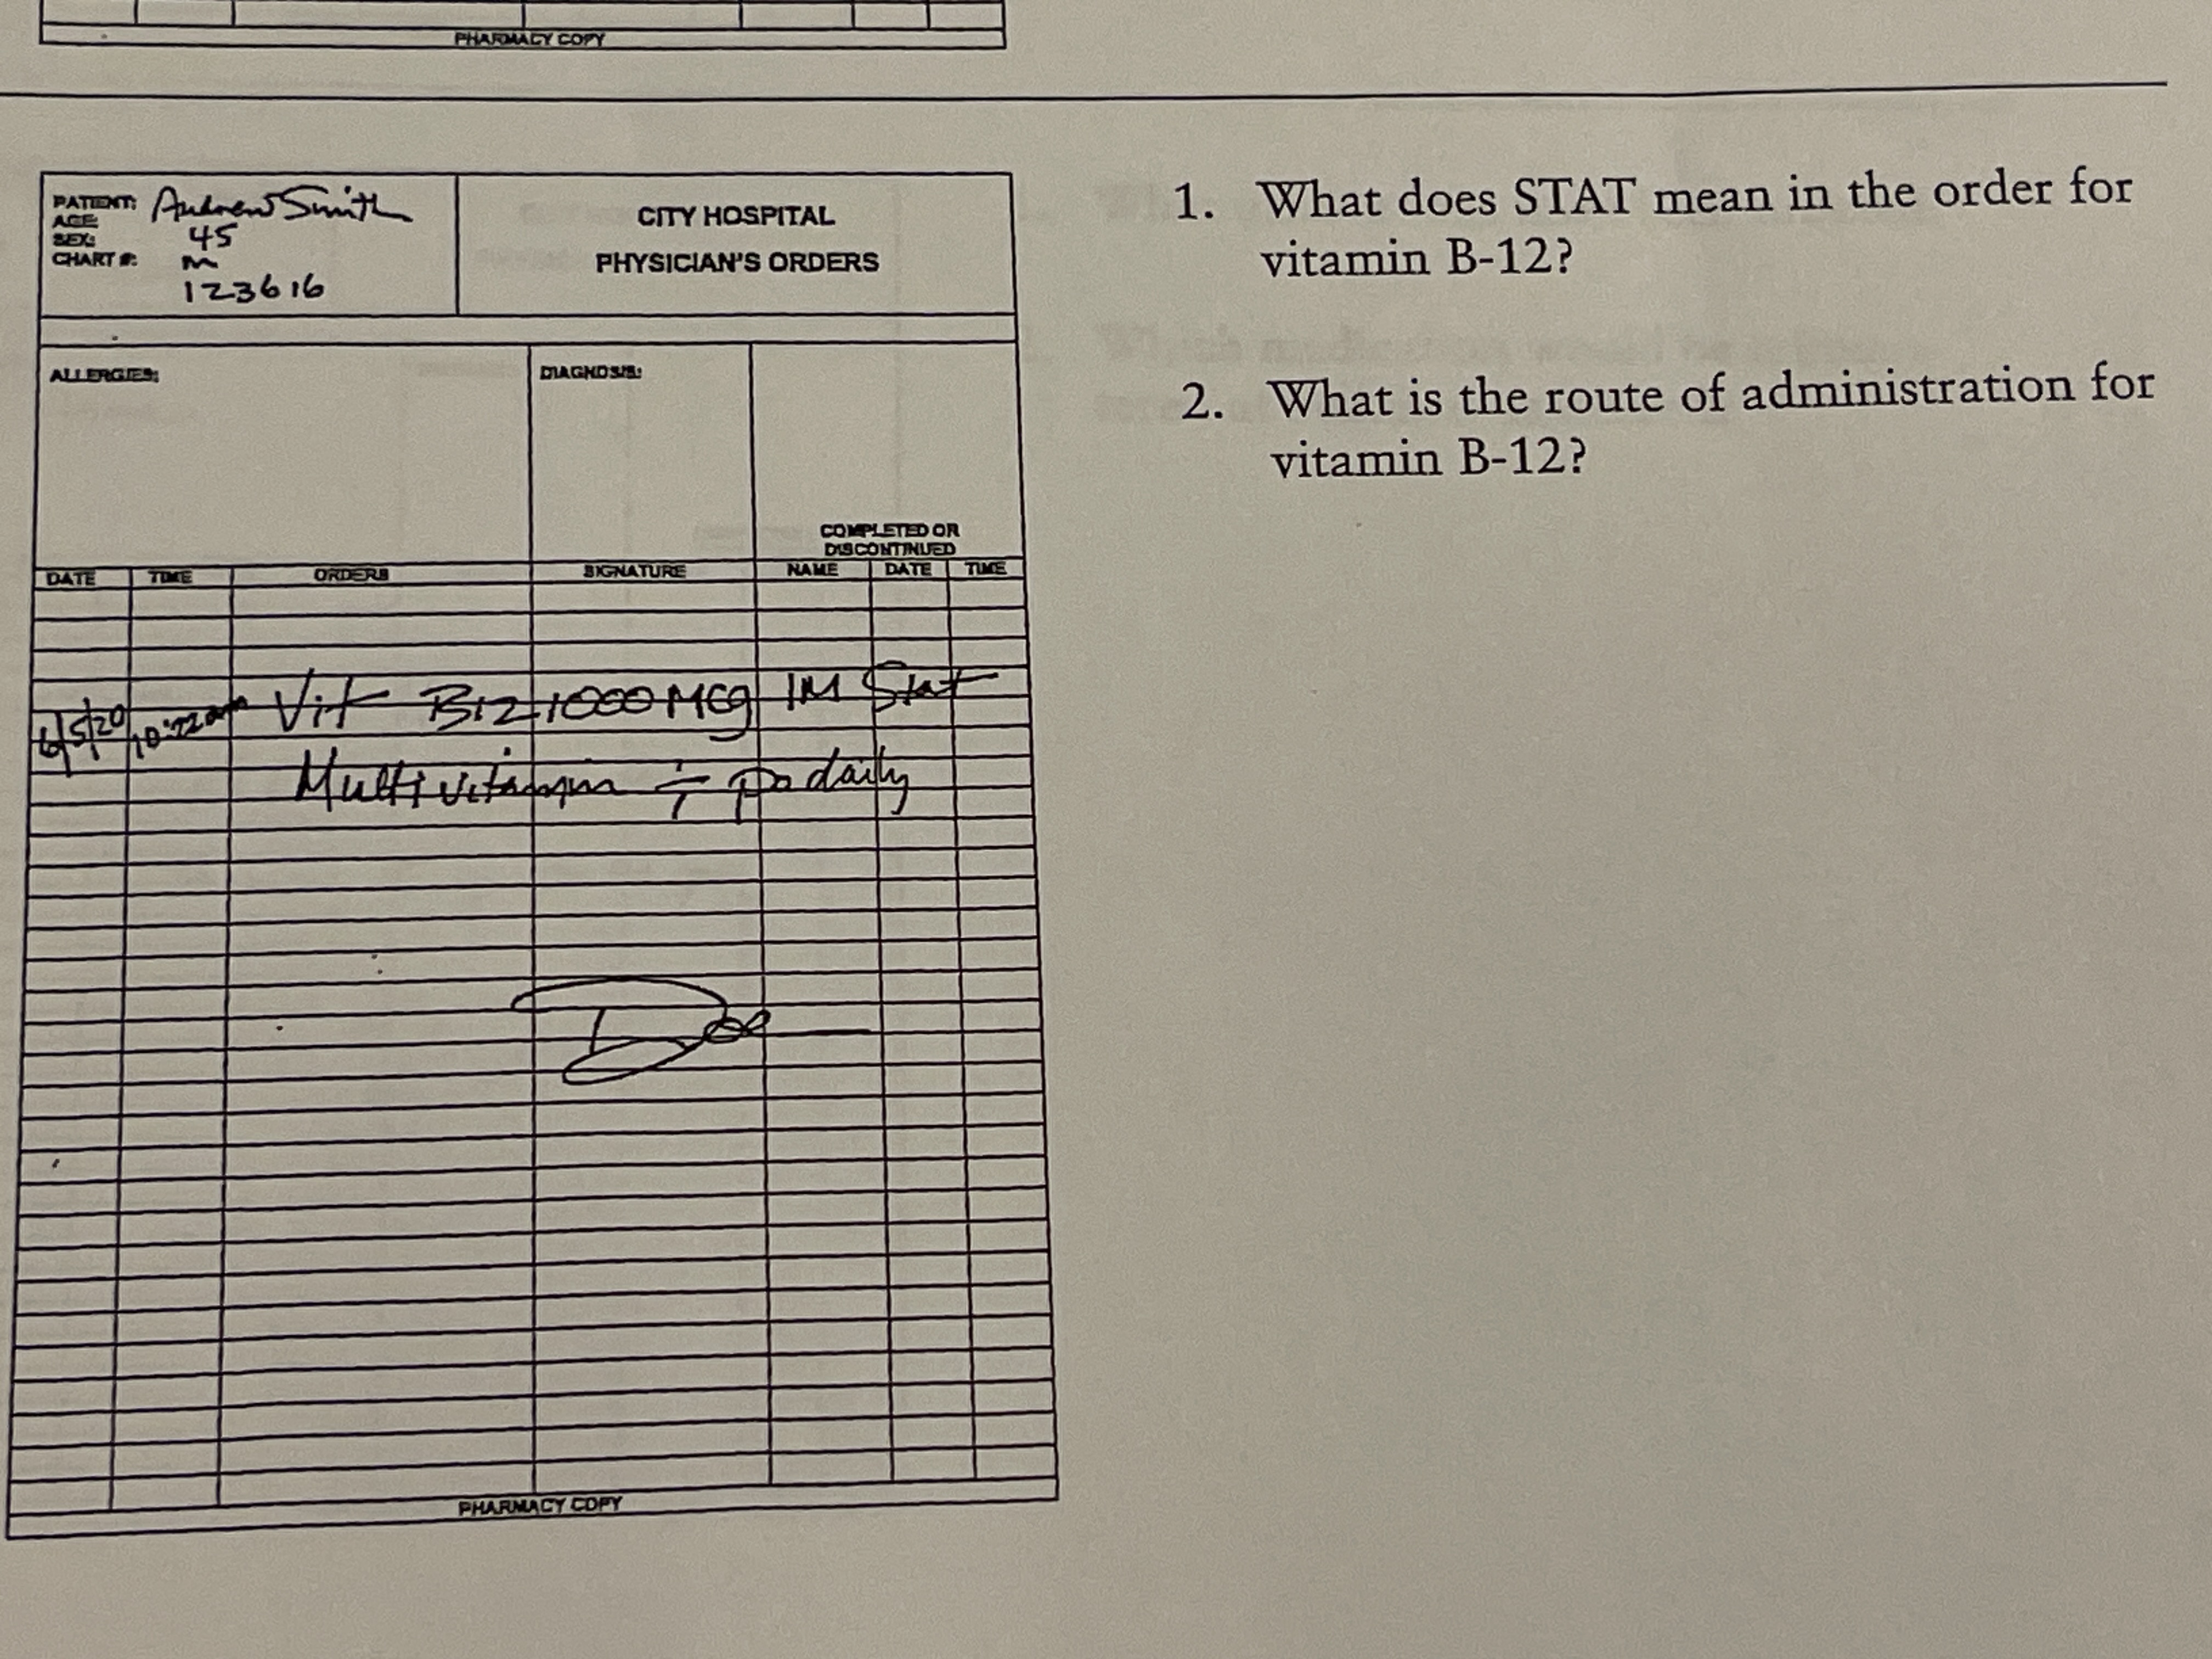 PHARMACY COPY
PATIENT: Andrew Smith
AGE: 45
SEX: M
CHART #: 123616
CITY HOSPITAL
PHYSICIAN'S ORDERS
ALLERGIES:
DIAGNOSIS:
COMPLETED OR
DISCONTINUED
DATE TIME ORDERS SIGNATURE NAME DATE TIME
6/5/20 10:22am Vit B12 1000 Mcg IM Stat
Multivitamin i po daily
PHARMACY COPY
1. What does STAT mean in the order for
vitamin B-12?
2. What is the route of administration for
vitamin B-12?